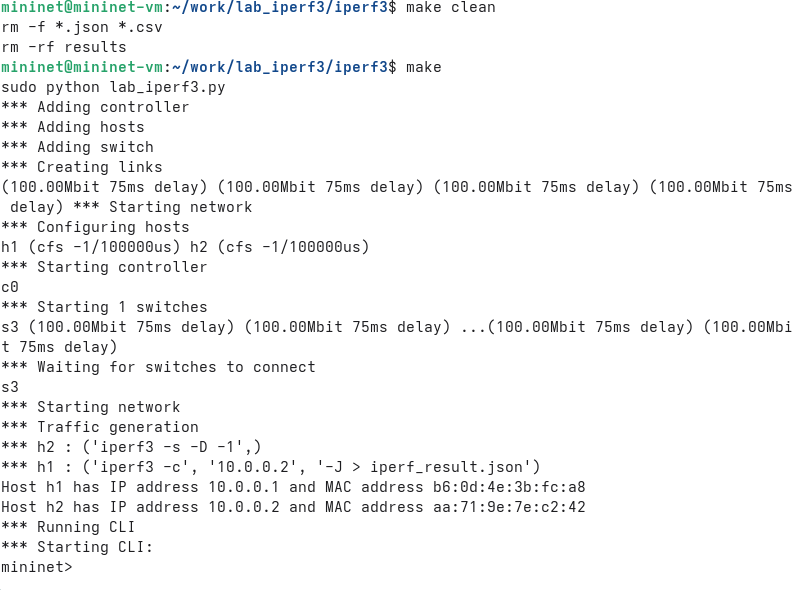 mininet@mininet-vm:~/work/lab_iperf3/iperf3$ make clean
rm -f *.json *.csv
rm -rf results
mininet@mininet-vm:~/work/lab_iperf3/iperf3$ make
sudo python lab_iperf3.py
*** Adding controller
*** Adding hosts
*** Adding switch
*** Creating links
(100.00Mbit 75ms delay) (100.00Mbit 75ms delay) (100.00Mbit 75ms delay) (100.00Mbit 75ms
 delay) *** Starting network
*** Configuring hosts
h1 (cfs -1/100000us) h2 (cfs -1/100000us)
*** Starting controller
c0
*** Starting 1 switches
s3 (100.00Mbit 75ms delay) (100.00Mbit 75ms delay) ...(100.00Mbit 75ms delay) (100.00Mbi
t 75ms delay)
*** Waiting for switches to connect
s3
*** Starting network
*** Traffic generation
*** h2 : ('iperf3 -s -D -1',)
*** h1 : ('iperf3 -c', '10.0.0.2', '-J > iperf_result.json')
Host h1 has IP address 10.0.0.1 and MAC address b6:0d:4e:3b:fc:a8
Host h2 has IP address 10.0.0.2 and MAC address aa:71:9e:7e:c2:42
*** Running CLI
*** Starting CLI:
mininet>